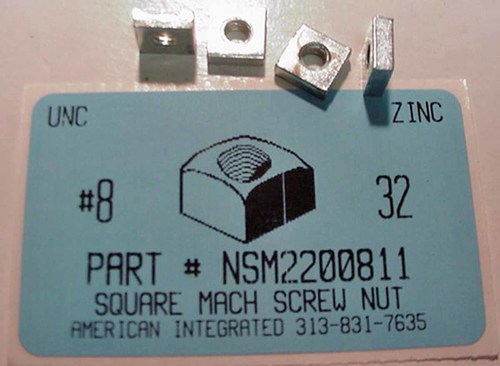 UNC ZINC
#8 32
PART # NSM2200811
SQUARE MACH SCREW NUT
AMERICAN INTEGRATED 313-831-7635